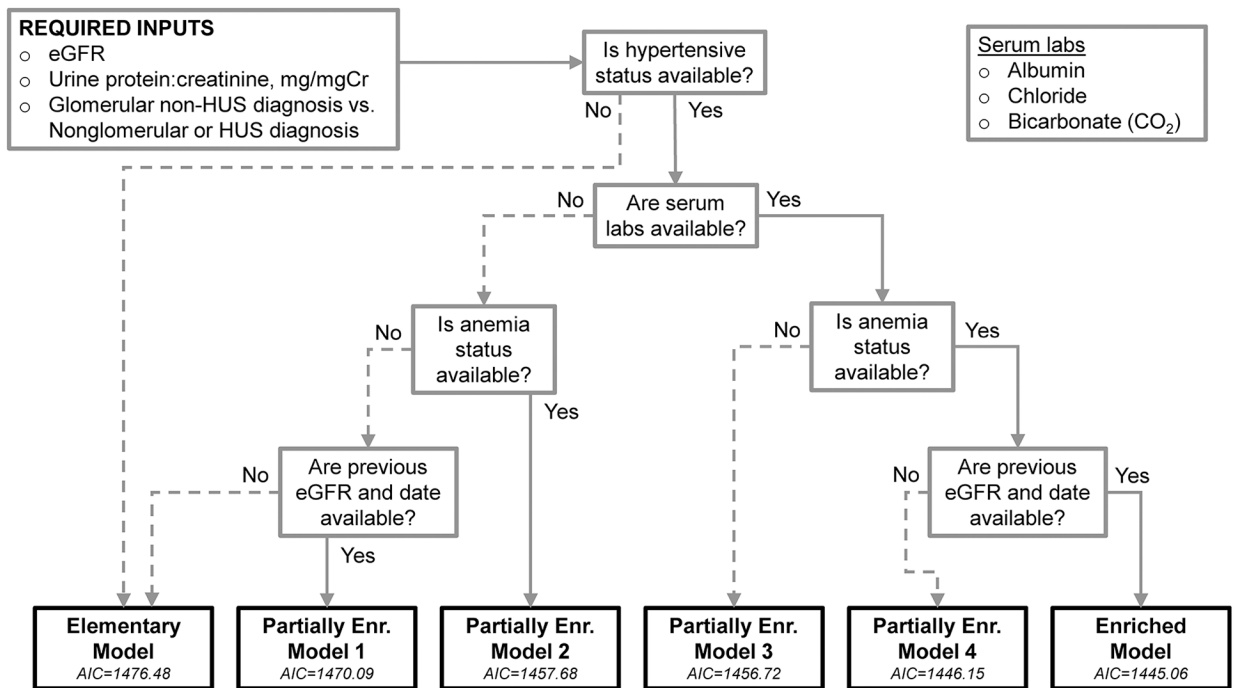 REQUIRED INPUTS
○ eGFR
○ Urine protein:creatinine, mg/mgCr
○ Glomerular non-HUS diagnosis vs.
Nonglomerular or HUS diagnosis
Is hypertensive
status available?
Serum labs
○ Albumin
○ Chloride
○ Bicarbonate (CO₂)
No
Yes
No
Are serum
labs available?
Yes
No
Is anemia
status
available?
Yes
No
Is anemia
status
available?
Yes
No
Are previous
eGFR and date
available?
Yes
No
Are previous
eGFR and date
available?
Yes
Elementary
Model
AIC=1476.48
Partially Enr.
Model 1
AIC=1470.09
Partially Enr.
Model 2
AIC=1457.68
Partially Enr.
Model 3
AIC=1456.72
Partially Enr.
Model 4
AIC=1446.15
Enriched
Model
AIC=1445.06